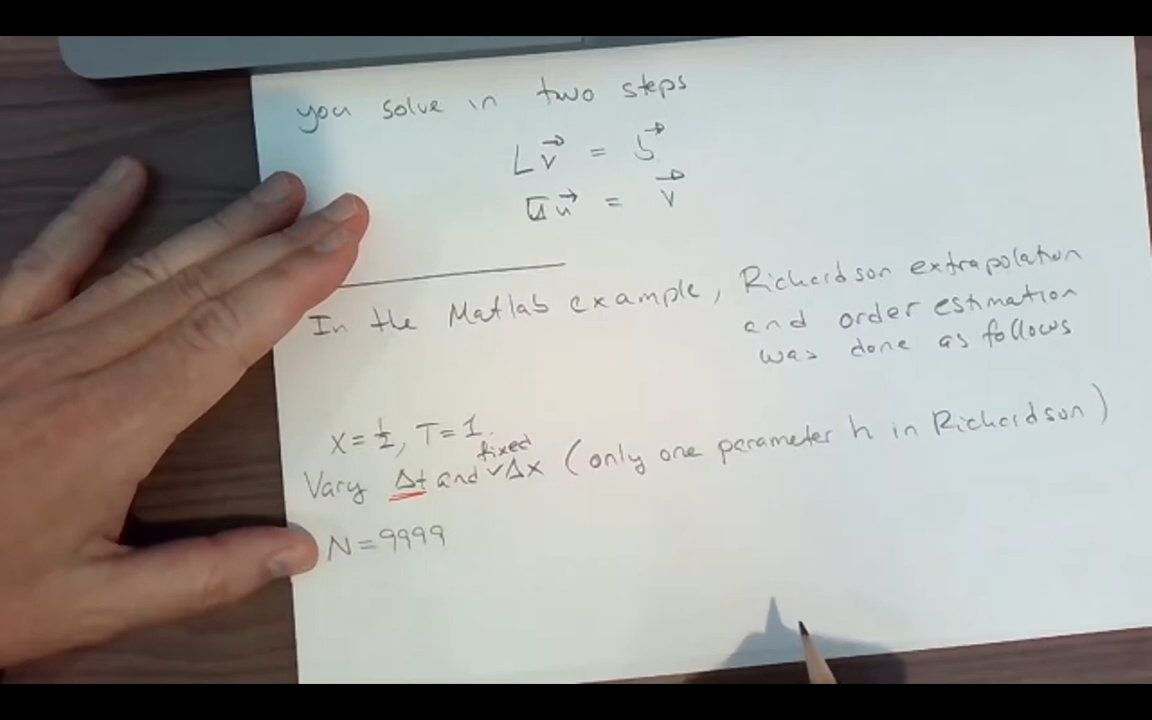 you solve in two steps
L v⃗ = b⃗
U u⃗ = v⃗
In the Matlab example, Richardson extrapolation
and order estimation
was done as follows
x = 1/2, T = 1.
fixed
Vary Δt and ∨Δx (only one parameter h in Richardson)
N = 9999